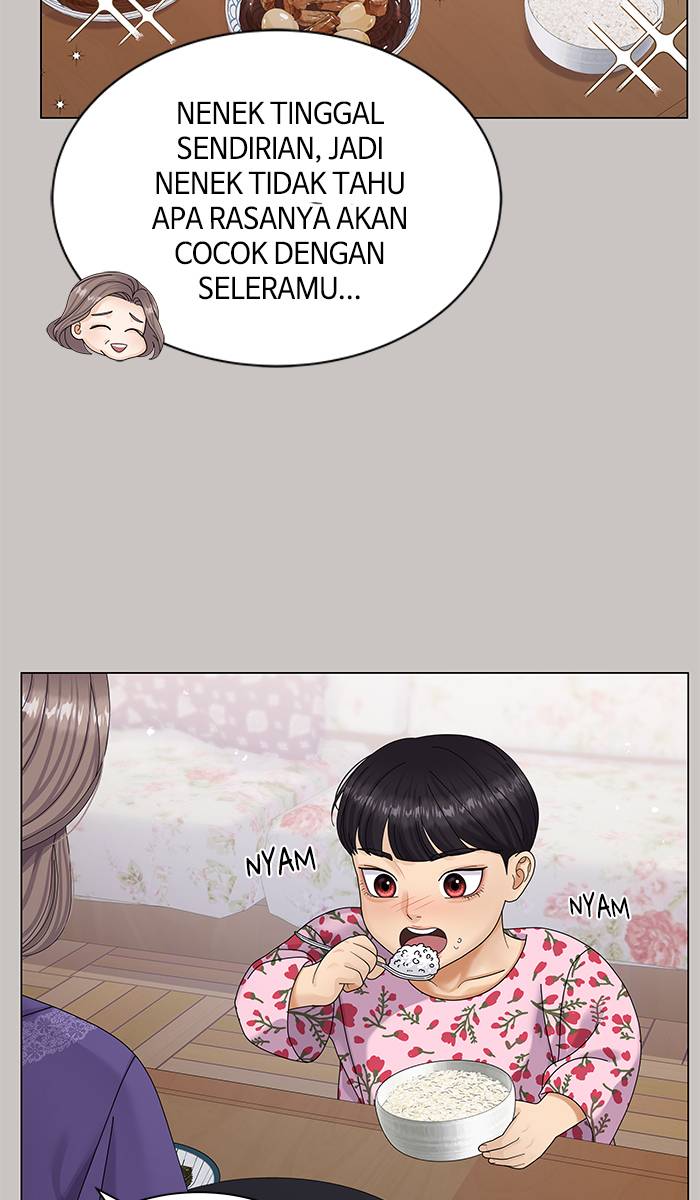 NENEK TINGGAL
SENDIRIAN, JADI
NENEK TIDAK TAHU
APA RASANYA AKAN
COCOK DENGAN
SELERAMU...
NYAM
NYAM